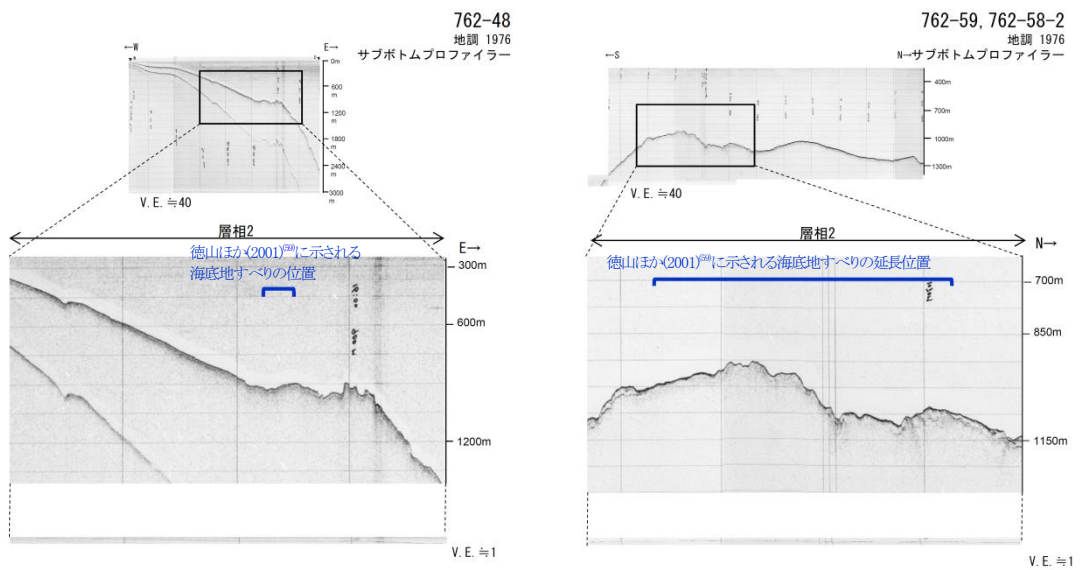 762-48
地調 1976
サブボトムプロファイラー
←W
E→
0m
600
m
1200
m
1800
m
2400
m
3000
m
V.E.≒40
層相2
E→
徳山ほか(2001)⁽⁵⁹⁾に示される
海底地すべりの位置
300m
600m
1200m
V.E.≒1
762-59, 762-58-2
地調 1976
サブボトムプロファイラー
←S
N→
400m
700m
1000m
1300m
V.E.≒40
層相2
N→
徳山ほか(2001)⁽⁵⁹⁾に示される海底地すべりの延長位置
700m
850m
1150m
V.E.≒1